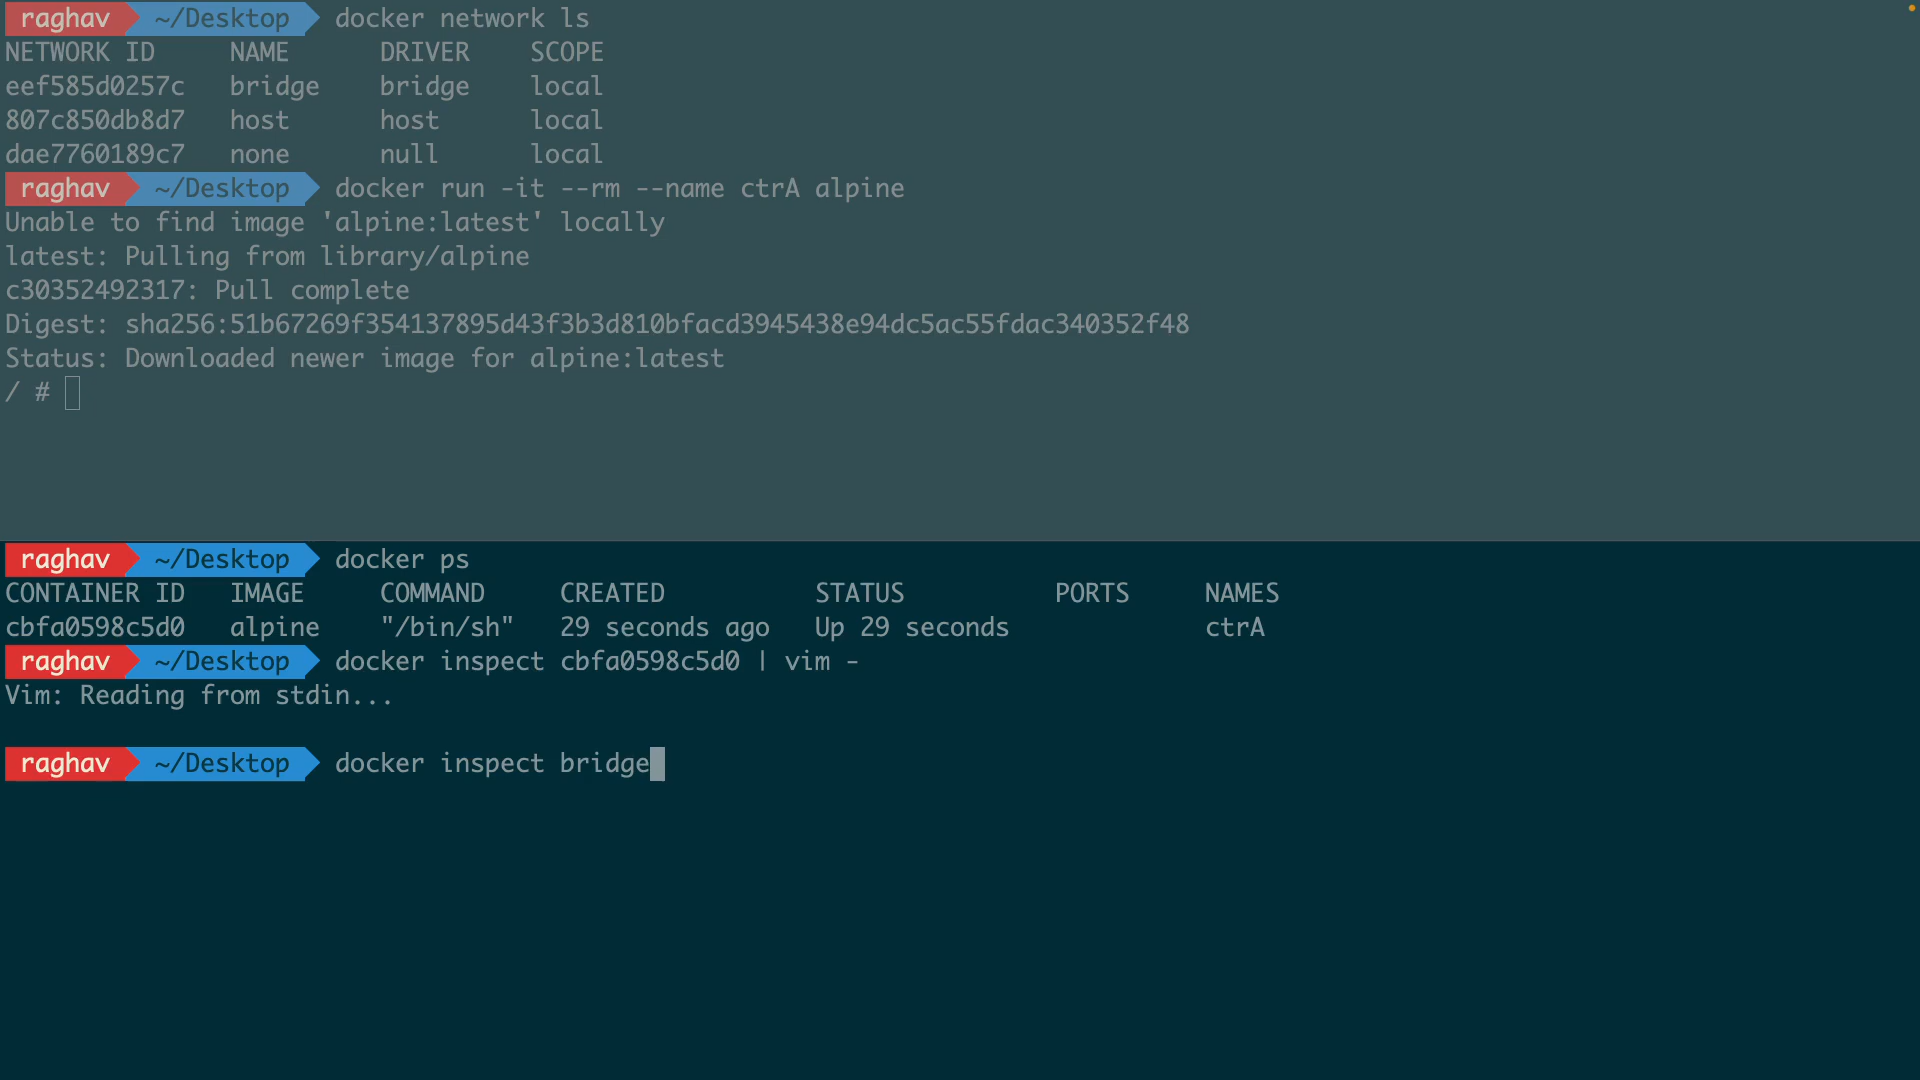 raghav ~/Desktop docker network ls
NETWORK ID NAME DRIVER SCOPE
eef585d0257c bridge bridge local
807c850db8d7 host host local
dae7760189c7 none null local
raghav ~/Desktop docker run -it --rm --name ctrA alpine
Unable to find image 'alpine:latest' locally
latest: Pulling from library/alpine
c30352492317: Pull complete
Digest: sha256:51b67269f354137895d43f3b3d810bfacd3945438e94dc5ac55fdac340352f48
Status: Downloaded newer image for alpine:latest
/ #
raghav ~/Desktop docker ps
CONTAINER ID IMAGE COMMAND CREATED STATUS PORTS NAMES
cbfa0598c5d0 alpine "/bin/sh" 29 seconds ago Up 29 seconds ctrA
raghav ~/Desktop docker inspect cbfa0598c5d0 | vim -
Vim: Reading from stdin...
raghav ~/Desktop docker inspect bridge